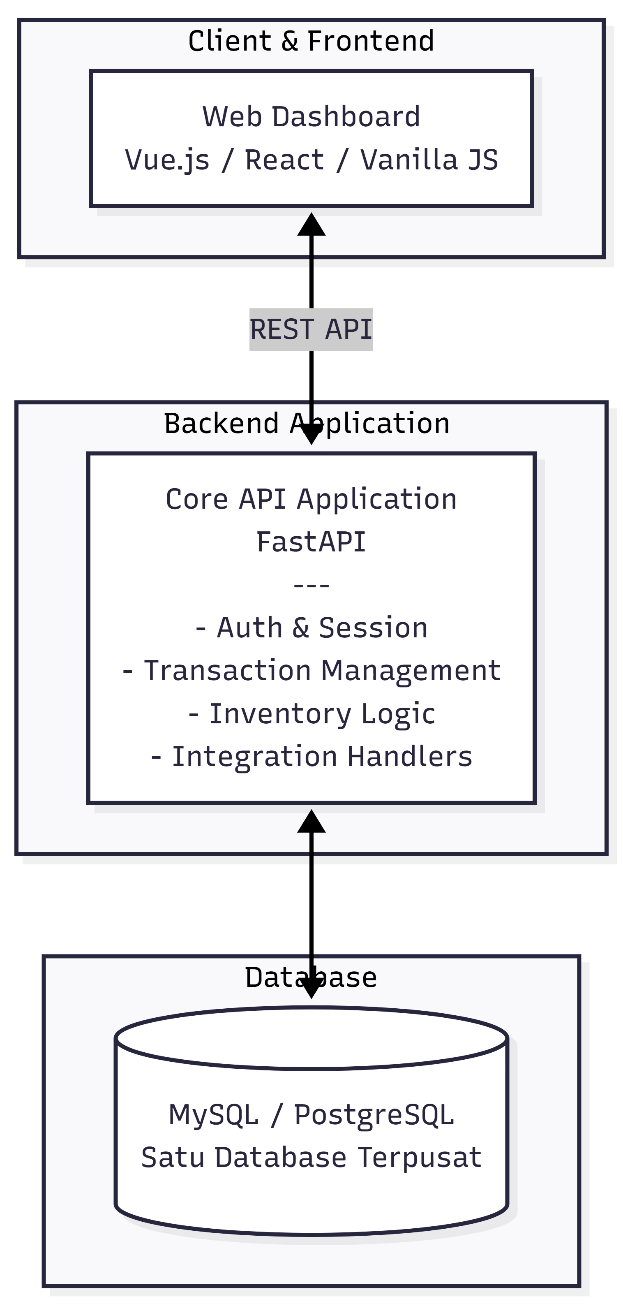 Client & Frontend
Web Dashboard
Vue.js / React / Vanilla JS
REST API
Backend Application
Core API Application
FastAPI
---
- Auth & Session
- Transaction Management
- Inventory Logic
- Integration Handlers
Database
MySQL / PostgreSQL
Satu Database Terpusat